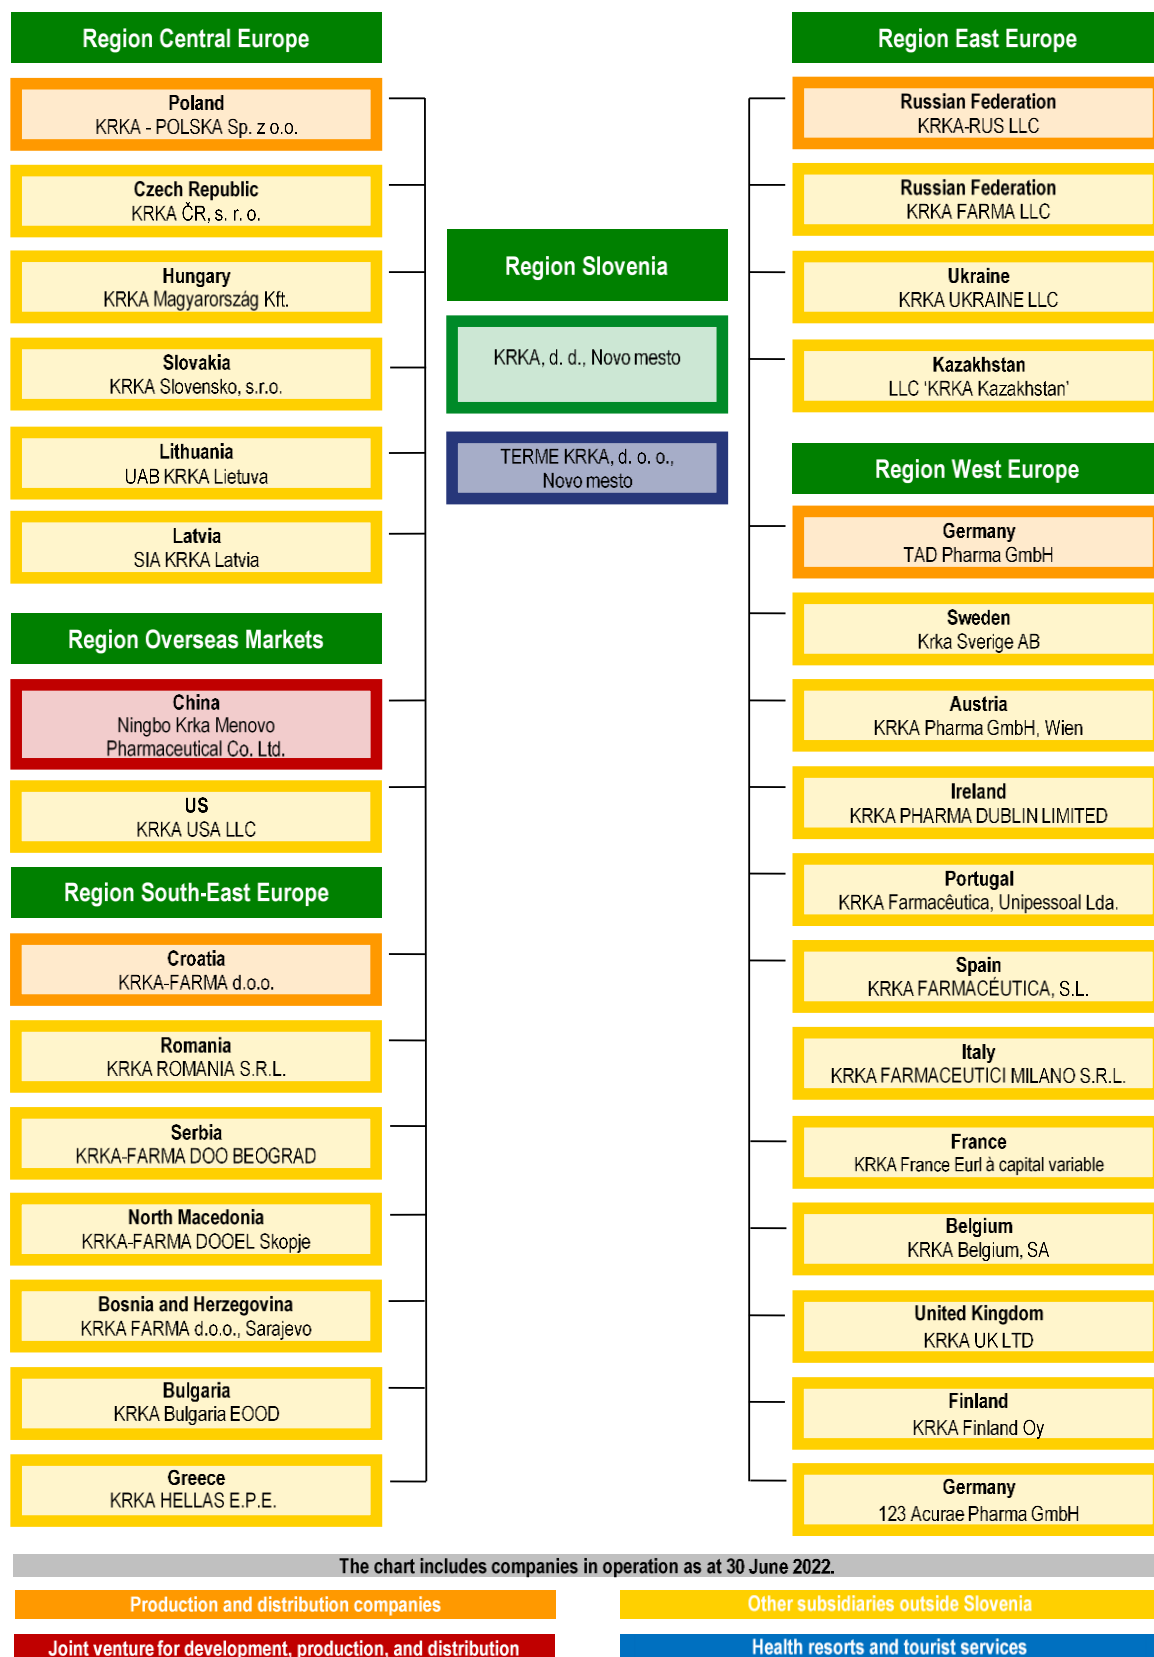 Region Central Europe
Poland
KRKA - POLSKA Sp. z o.o.
Czech Republic
KRKA ČR, s. r. o.
Hungary
KRKA Magyarország Kft.
Slovakia
KRKA Slovensko, s.r.o.
Lithuania
UAB KRKA Lietuva
Latvia
SIA KRKA Latvia
Region Overseas Markets
China
Ningbo Krka Menovo
Pharmaceutical Co. Ltd.
US
KRKA USA LLC
Region South-East Europe
Croatia
KRKA-FARMA d.o.o.
Romania
KRKA ROMANIA S.R.L.
Serbia
KRKA-FARMA DOO BEOGRAD
North Macedonia
KRKA-FARMA DOOEL Skopje
Bosnia and Herzegovina
KRKA FARMA d.o.o., Sarajevo
Bulgaria
KRKA Bulgaria EOOD
Greece
KRKA HELLAS E.P.E.
Region Slovenia
KRKA, d. d., Novo mesto
TERME KRKA, d. o. o.,
Novo mesto
Region East Europe
Russian Federation
KRKA-RUS LLC
Russian Federation
KRKA FARMA LLC
Ukraine
KRKA UKRAINE LLC
Kazakhstan
LLC ‘KRKA Kazakhstan’
Region West Europe
Germany
TAD Pharma GmbH
Sweden
Krka Sverige AB
Austria
KRKA Pharma GmbH, Wien
Ireland
KRKA PHARMA DUBLIN LIMITED
Portugal
KRKA Farmacêutica, Unipessoal Lda.
Spain
KRKA FARMACÉUTICA, S.L.
Italy
KRKA FARMACEUTICI MILANO S.R.L.
France
KRKA France Eurl à capital variable
Belgium
KRKA Belgium, SA
United Kingdom
KRKA UK LTD
Finland
KRKA Finland Oy
Germany
123 Acurae Pharma GmbH
The chart includes companies in operation as at 30 June 2022.
Production and distribution companies
Other subsidiaries outside Slovenia
Joint venture for development, production, and distribution
Health resorts and tourist services